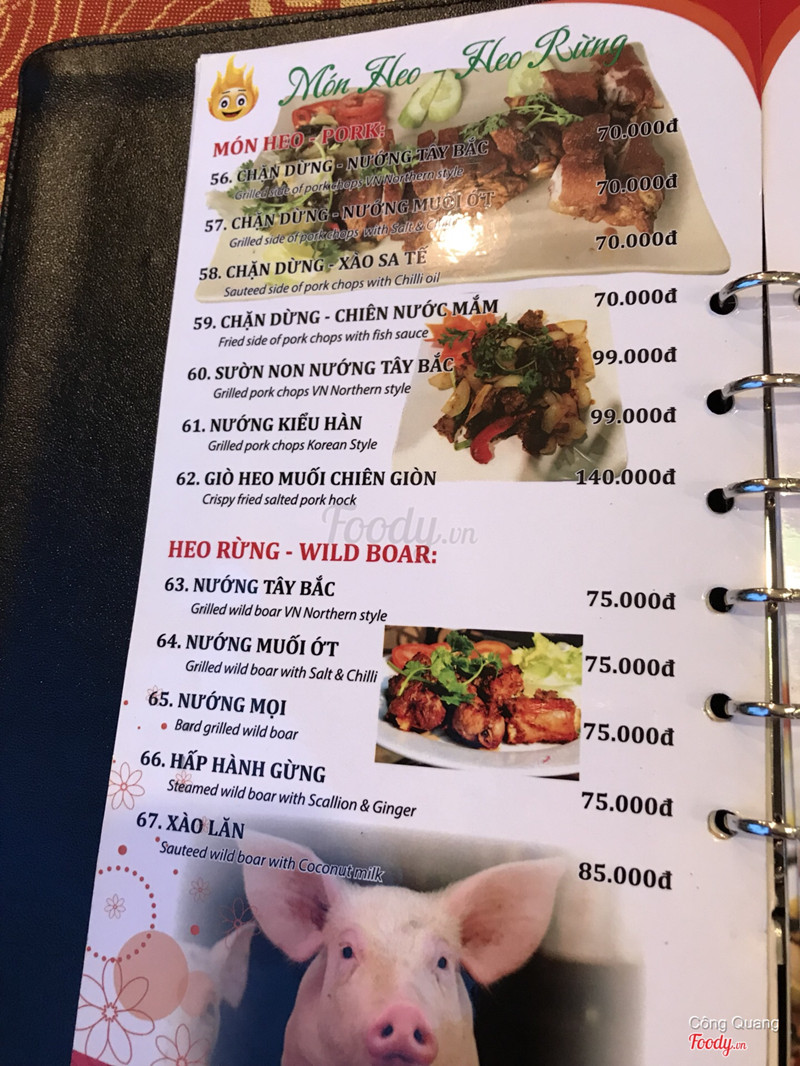 Món Heo - Heo Rừng
MÓN HEO - PORK:
56. CHẶN DỪNG - NƯỚNG TÂY BẮC 70.000đ
Grilled side of pork chops VN Northern style
57. CHẶN DỪNG - NƯỚNG MUỐI ỚT 70.000đ
Grilled side of pork chops with Salt &
58. CHẶN DỪNG - XÀO SA TẾ 70.000đ
Sauteed side of pork chops with Chilli oil
59. CHẶN DỪNG - CHIÊN NƯỚC MẮM 70.000đ
Fried side of pork chops with fish sauce
60. SƯỜN NON NƯỚNG TÂY BẮC 99.000đ
Grilled pork chops VN Northern style
61. NƯỚNG KIỂU HÀN 99.000đ
Grilled pork chops Korean Style
62. GIÒ HEO MUỐI CHIÊN GIÒN 140.000đ
Crispy fried salted pork hock
Foody.vn
HEO RỪNG - WILD BOAR:
63. NƯỚNG TÂY BẮC 75.000đ
Grilled wild boar VN Northern style
64. NƯỚNG MUỐI ỚT 75.000đ
Grilled wild boar with Salt & Chilli
65. NƯỚNG MỌI 75.000đ
Bard grilled wild boar
66. HẤP HÀNH GỪNG 75.000đ
Steamed wild boar with Scallion & Ginger
67. XÀO LĂN 85.000đ
Sauteed wild boar with Coconut milk
Công Quang
Foody.vn